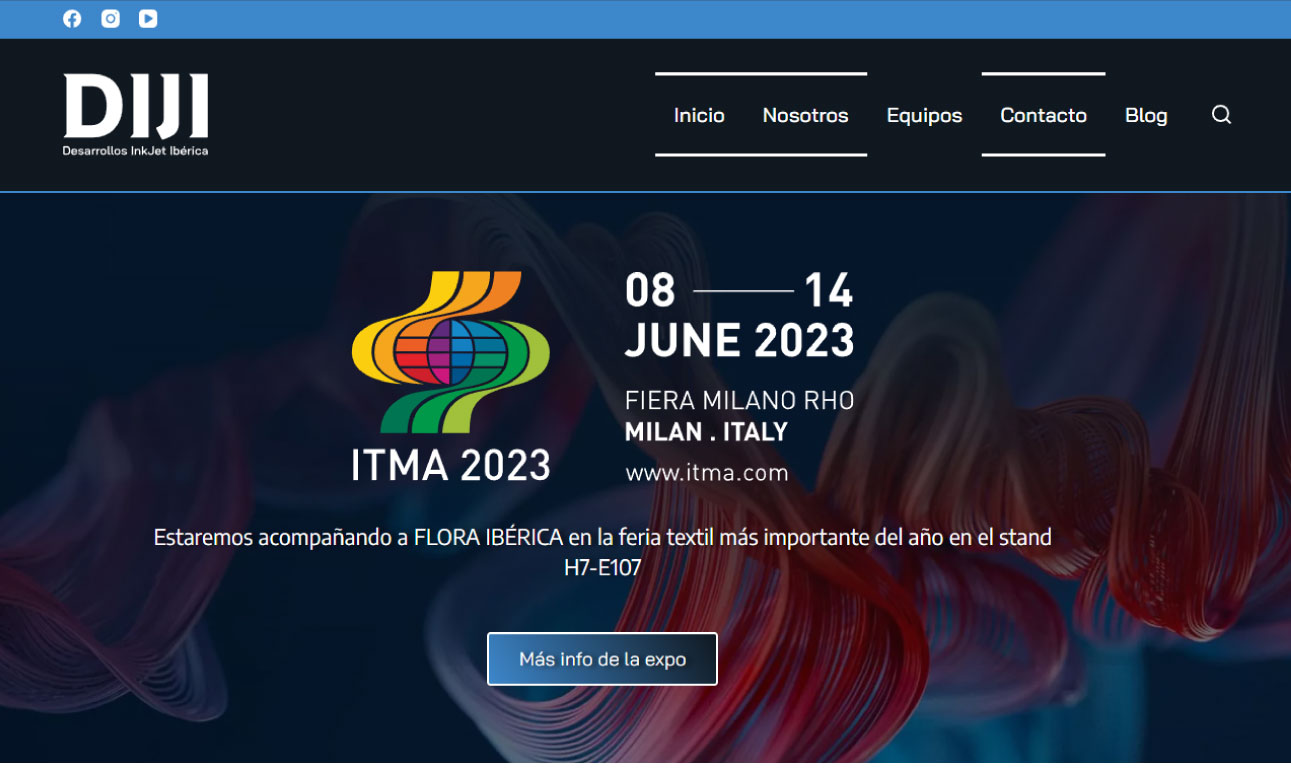 DIJI
Desarrollos InkJet Ibérica
Inicio Nosotros Equipos Contacto Blog
ITMA 2023
08 14
JUNE 2023
FIERA MILANO RHO
MILAN . ITALY
www.itma.com
Estaremos acompañando a FLORA IBÉRICA en la feria textil más importante del año en el stand
H7-E107
Más info de la expo